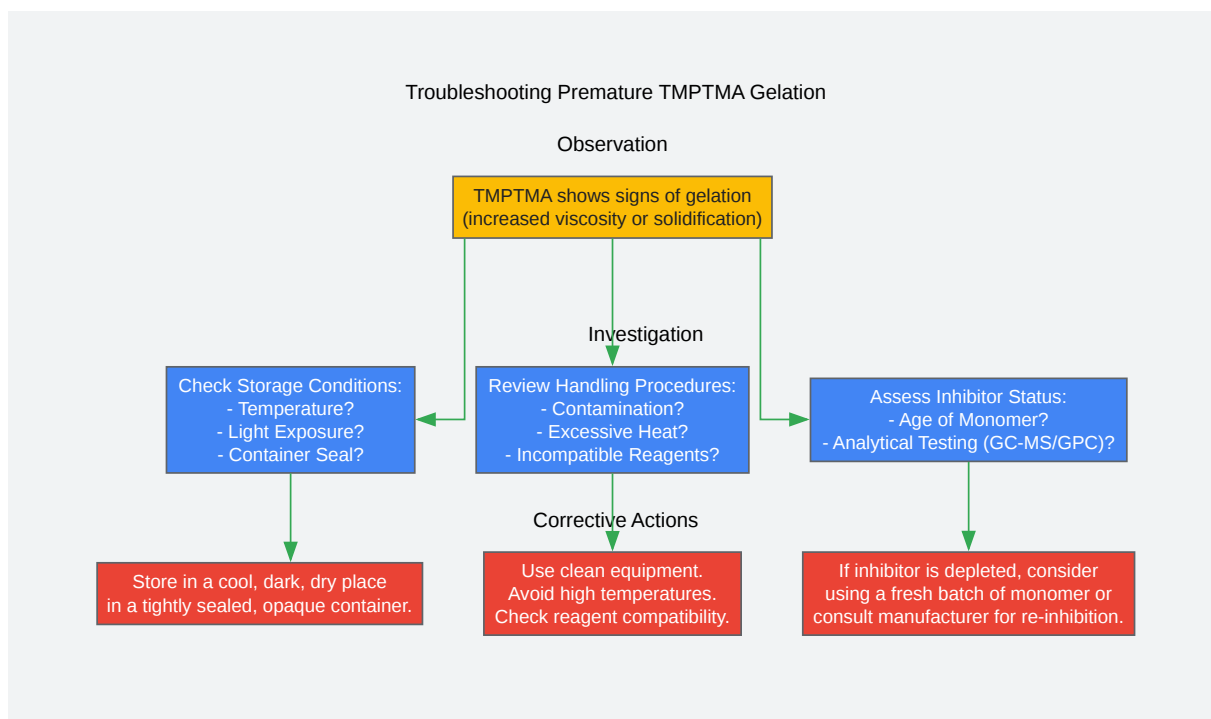 Troubleshooting Premature TMPTMA Gelation
Observation
TMPTMA shows signs of gelation
(increased viscosity or solidification)
Investigation
Check Storage Conditions:
- Temperature?
- Light Exposure?
- Container Seal?
Review Handling Procedures:
- Contamination?
- Excessive Heat?
- Incompatible Reagents?
Assess Inhibitor Status:
- Age of Monomer?
- Analytical Testing (GC-MS/GPC)?
Corrective Actions
Store in a cool, dark, dry place
in a tightly sealed, opaque container.
Use clean equipment.
Avoid high temperatures.
Check reagent compatibility.
If inhibitor is depleted, consider
using a fresh batch of monomer or
consult manufacturer for re-inhibition.